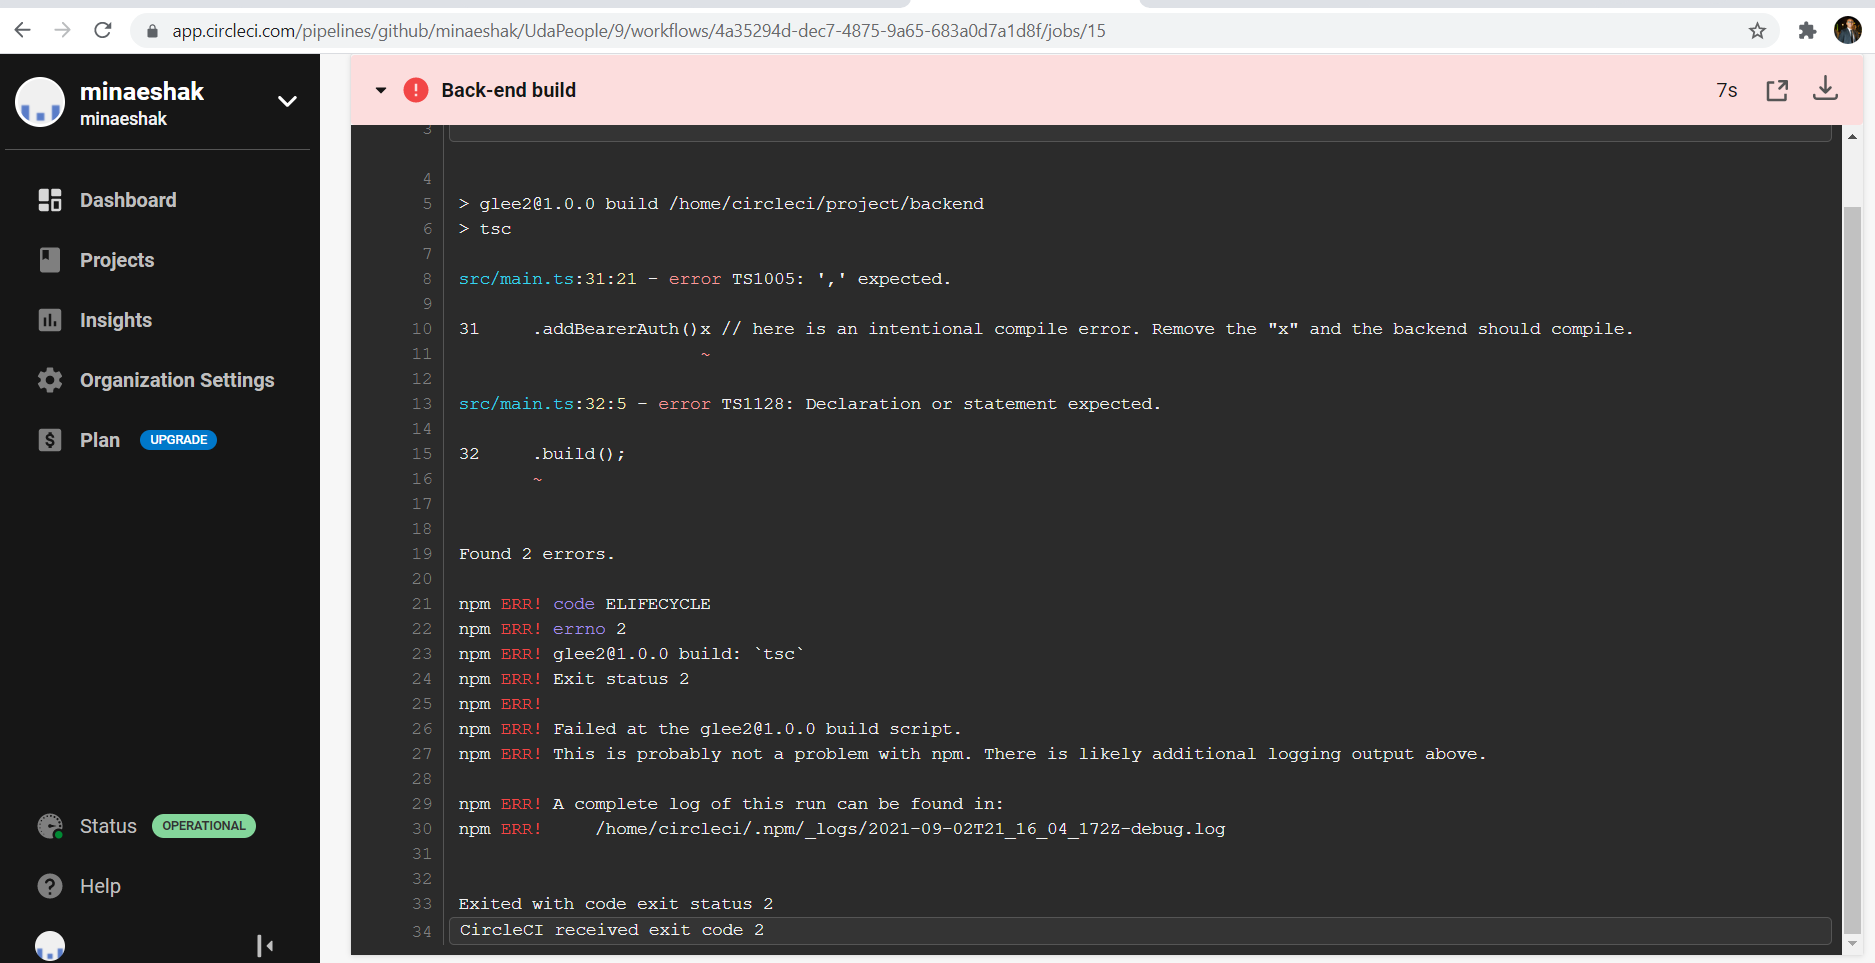 app.circleci.com/pipelines/github/minaeshak/UdaPeople/9/workflows/4a35294d-dec7-4875-9a65-683a0d7a1d8f/jobs/15
minaeshak
minaeshak
Dashboard
Projects
Insights
Organization Settings
Plan UPGRADE
Status OPERATIONAL
Help
Back-end build 7s
3
4
5 > glee2@1.0.0 build /home/circleci/project/backend
6 > tsc
7
8 src/main.ts:31:21 - error TS1005: ',' expected.
9
10 31 .addBearerAuth()x // here is an intentional compile error. Remove the "x" and the backend should compile.
11 ~
12
13 src/main.ts:32:5 - error TS1128: Declaration or statement expected.
14
15 32 .build();
16 ~
17
18
19 Found 2 errors.
20
21 npm ERR! code ELIFECYCLE
22 npm ERR! errno 2
23 npm ERR! glee2@1.0.0 build: `tsc`
24 npm ERR! Exit status 2
25 npm ERR!
26 npm ERR! Failed at the glee2@1.0.0 build script.
27 npm ERR! This is probably not a problem with npm. There is likely additional logging output above.
28
29 npm ERR! A complete log of this run can be found in:
30 npm ERR! /home/circleci/.npm/_logs/2021-09-02T21_16_04_172Z-debug.log
31
32
33 Exited with code exit status 2
34 CircleCI received exit code 2